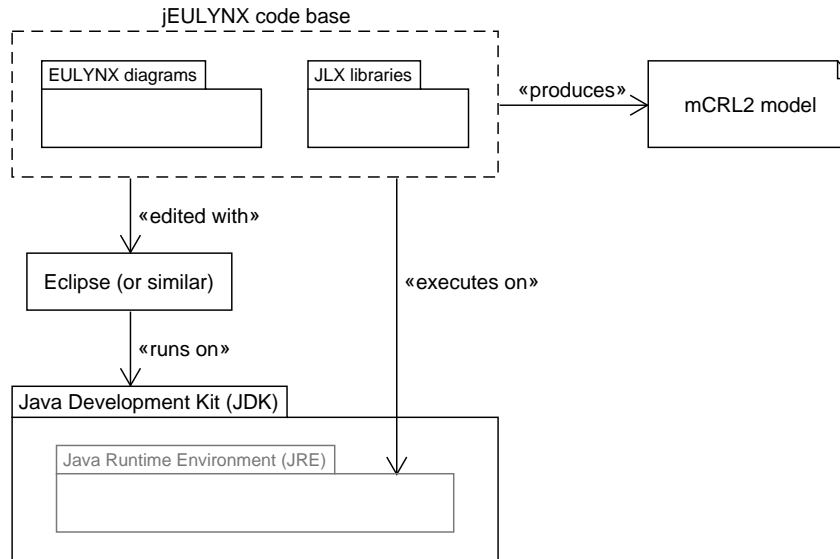 jEULYNX code base
EULYNX diagrams
JLX libraries
«produces»
mCRL2 model
«edited with»
Eclipse (or similar)
«executes on»
«runs on»
Java Development Kit (JDK)
Java Runtime Environment (JRE)